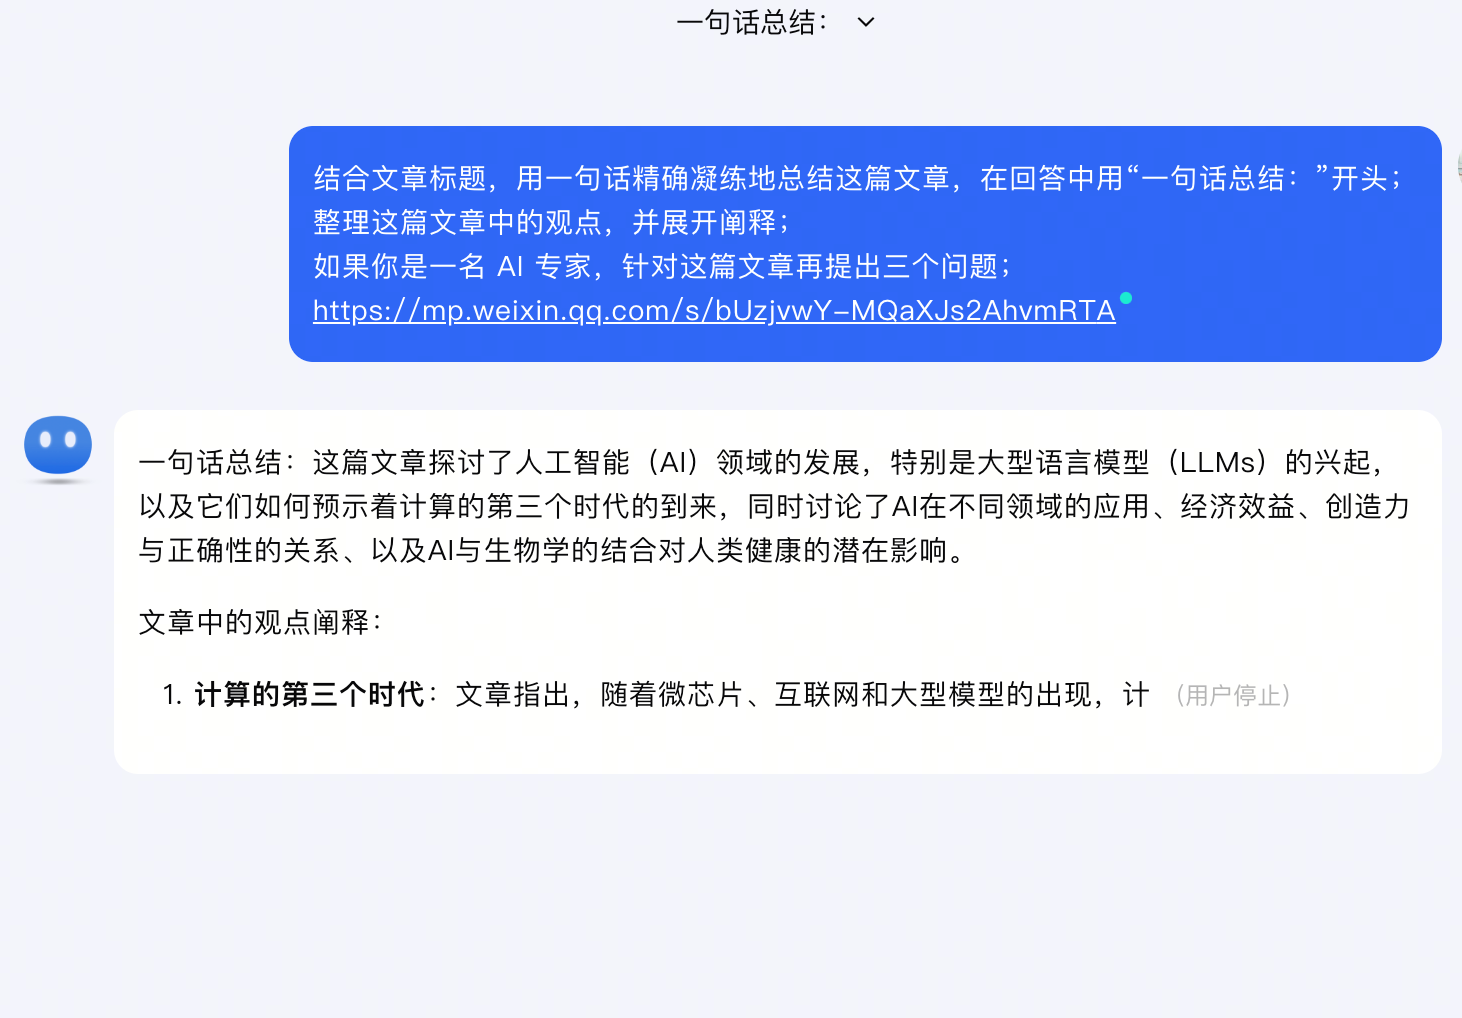 一句话总结：
结合文章标题，用一句话精确凝练地总结这篇文章，在回答中用“一句话总结：”开头；
整理这篇文章中的观点，并展开阐释；
如果你是一名 AI 专家，针对这篇文章再提出三个问题；
https://mp.weixin.qq.com/s/bUzjvwY-MQaXJs2AhvmRTA
一句话总结：这篇文章探讨了人工智能（AI）领域的发展，特别是大型语言模型（LLMs）的兴起，
以及它们如何预示着计算的第三个时代的到来，同时讨论了AI在不同领域的应用、经济效益、创造力
与正确性的关系、以及AI与生物学的结合对人类健康的潜在影响。
文章中的观点阐释：
1. 计算的第三个时代：文章指出，随着微芯片、互联网和大型模型的出现，计 （用户停止）